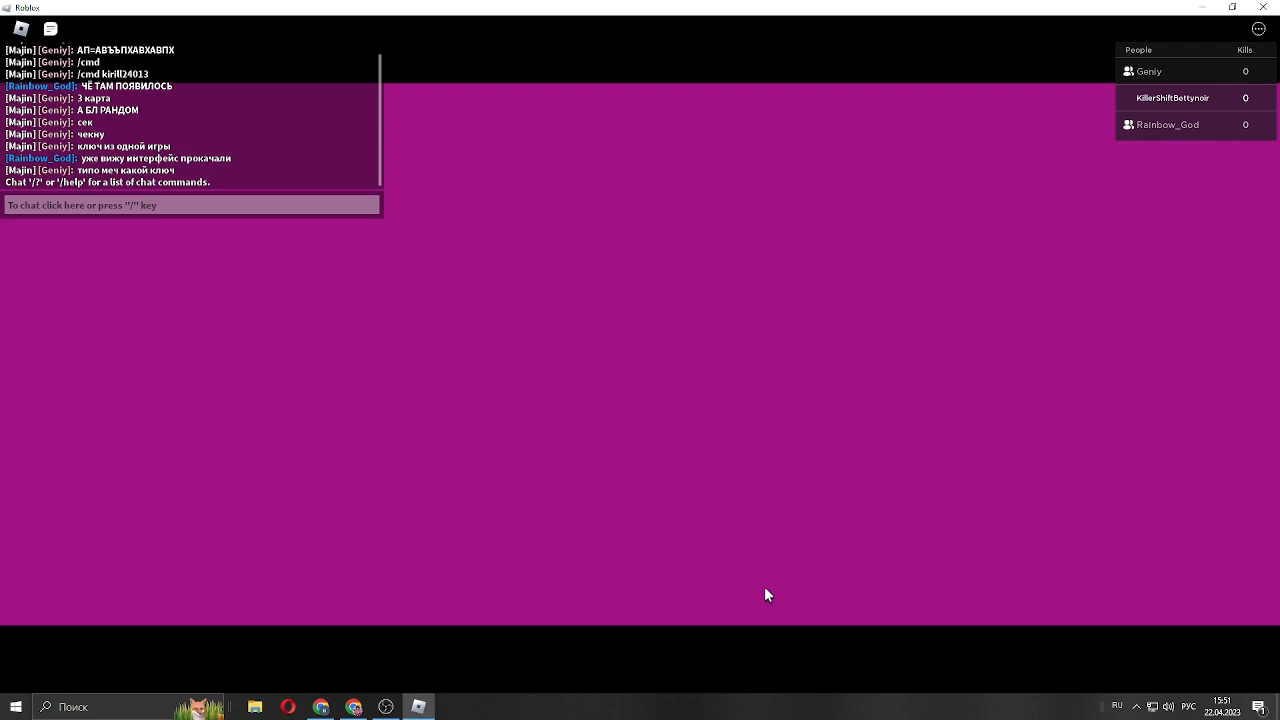 Roblox
[Majin] [Geniy]: АП=АВЪЪПХАВХАВПХ
[Majin] [Geniy]: /cmd
[Majin] [Geniy]: /cmd kirill24013
[Rainbow_God]: ЧЁ ТАМ ПОЯВИЛОСЬ
[Majin] [Geniy]: 3 карта
[Majin] [Geniy]: А БЛ РАНДОМ
[Majin] [Geniy]: сек
[Majin] [Geniy]: чекну
[Majin] [Geniy]: ключ из одной игры
[Rainbow_God]: уже вижу интерфейс прокачали
[Majin] [Geniy]: типо меч какой ключ
Chat '/?' or '/help' for a list of chat commands.
To chat click here or press "/" key
People Kills
Geniy 0
KillerShiftBettynoir 0
Rainbow_God 0
Поиск
RU
РУС
15:51
22.04.2023
1